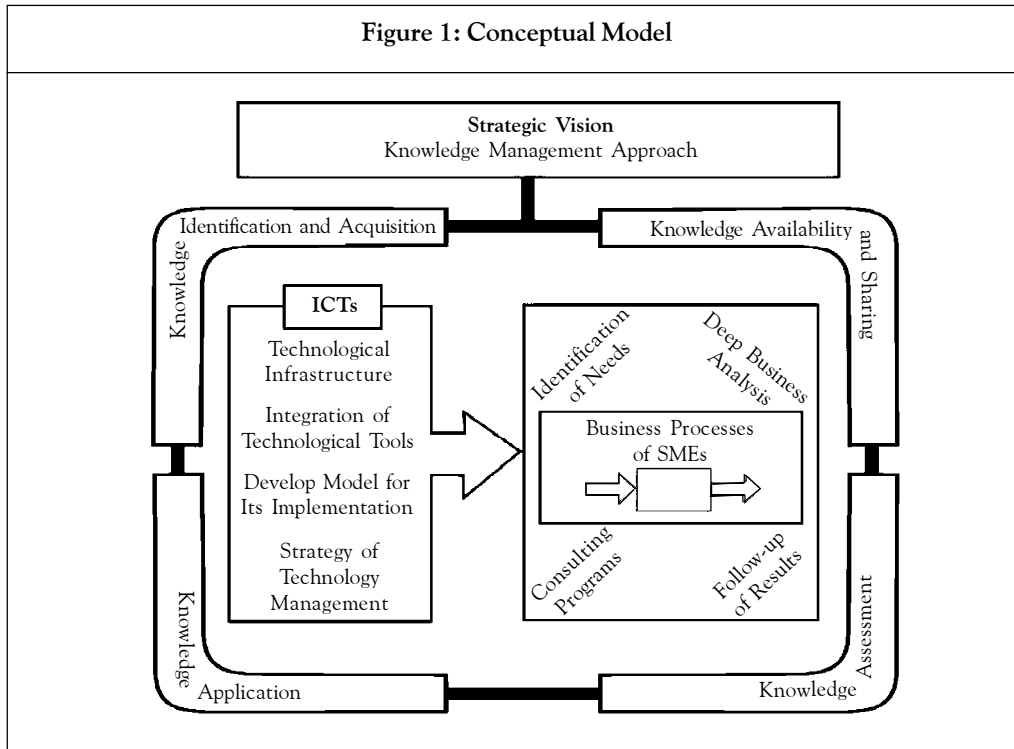 Figure 1: Conceptual Model
Strategic Vision
Knowledge Management Approach
Knowledge
Identification and Acquisition
Knowledge Availability
and Sharing
ICTs
Technological
Infrastructure
Integration of
Technological Tools
Develop Model for
Its Implementation
Strategy of
Technology
Management
Identification
of Needs
Deep Business
Analysis
Business Processes
of SMEs
Consulting
Programs
Follow-up
of Results
Knowledge
Application
Knowledge
Assessment